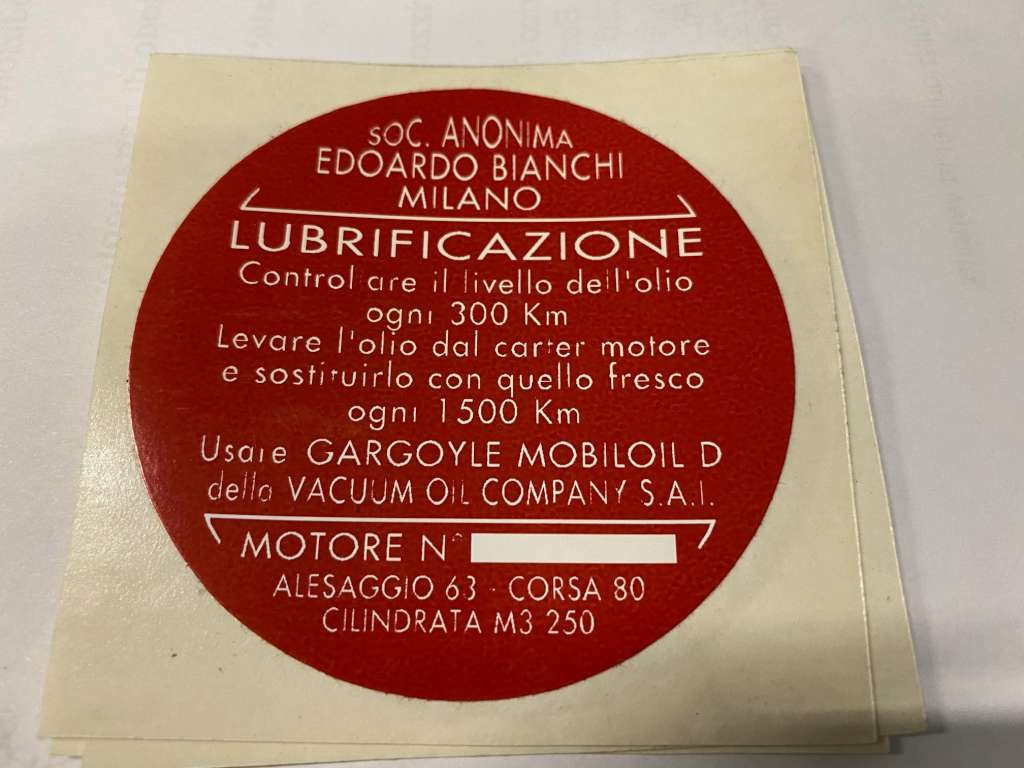 SOC. ANONIMA
EDOARDO BIANCHI
MILANO
LUBRIFICAZIONE
Controllare il livello dell'olio
ogni 300 Km
Levare l'olio dal carter motore
e sostituirlo con quello fresco
ogni 1500 Km
Usare GARGOYLE MOBILOIL D
della VACUUM OIL COMPANY S.A.I.
MOTORE N°
ALESAGGIO 63 - CORSA 80
CILINDRATA M3 250